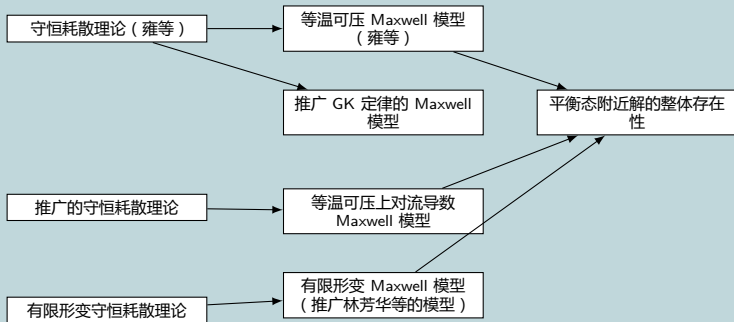 守恒耗散理论（雍等）
等温可压 Maxwell 模型
（雍等）
推广 GK 定律的 Maxwell
模型
平衡态附近解的整体存在
性
推广的守恒耗散理论
等温可压上对流导数
Maxwell 模型
有限形变守恒耗散理论
有限形变 Maxwell 模型
（推广林芳华等的模型）